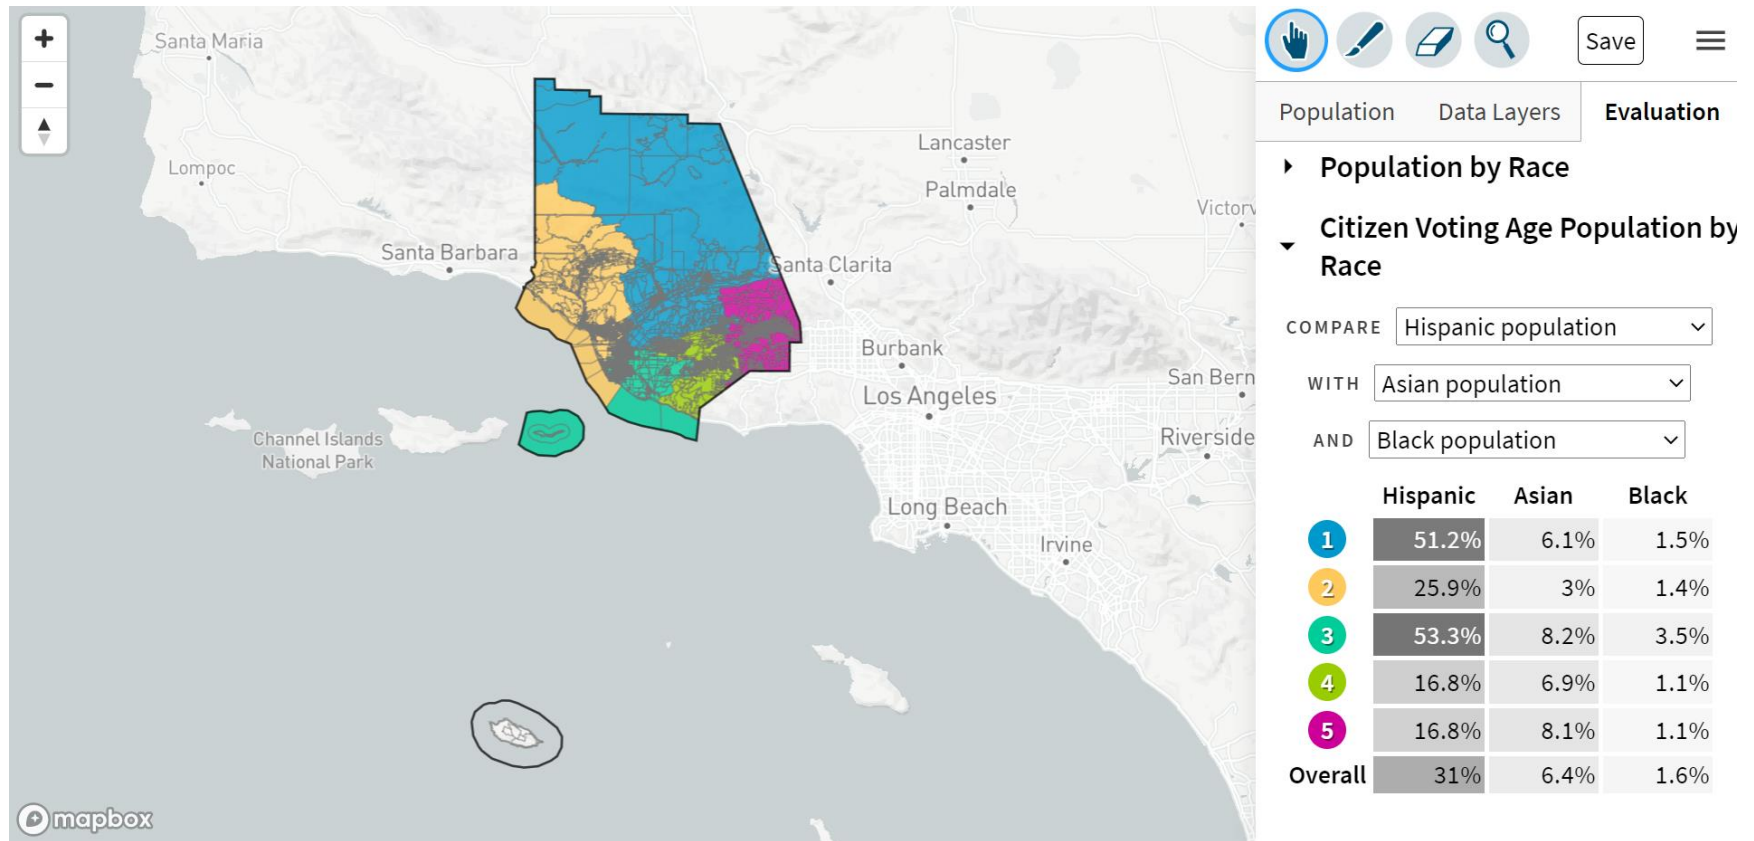 Santa Maria
Lompoc
Santa Barbara
Lancaster
Palmdale
Victorv
Santa Clarita
Burbank
Los Angeles
San Bern
Riverside
Channel Islands
National Park
Long Beach
Irvine
mapbox
Save
Population Data Layers Evaluation
Population by Race
Citizen Voting Age Population by
Race
COMPARE Hispanic population
WITH Asian population
AND Black population
Hispanic Asian Black
1 51.2% 6.1% 1.5%
2 25.9% 3% 1.4%
3 53.3% 8.2% 3.5%
4 16.8% 6.9% 1.1%
5 16.8% 8.1% 1.1%
Overall 31% 6.4% 1.6%